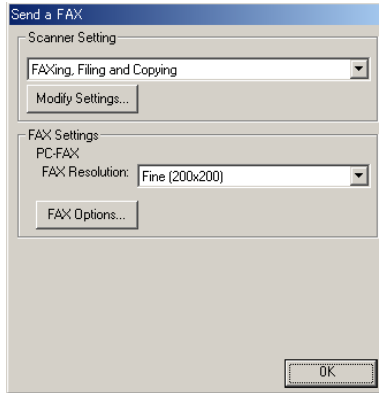 Send a FAX
Scanner Setting
FAXing, Filing and Copying
Modify Settings...
FAX Settings
PC-FAX
FAX Resolution: Fine (200x200)
FAX Options...
OK